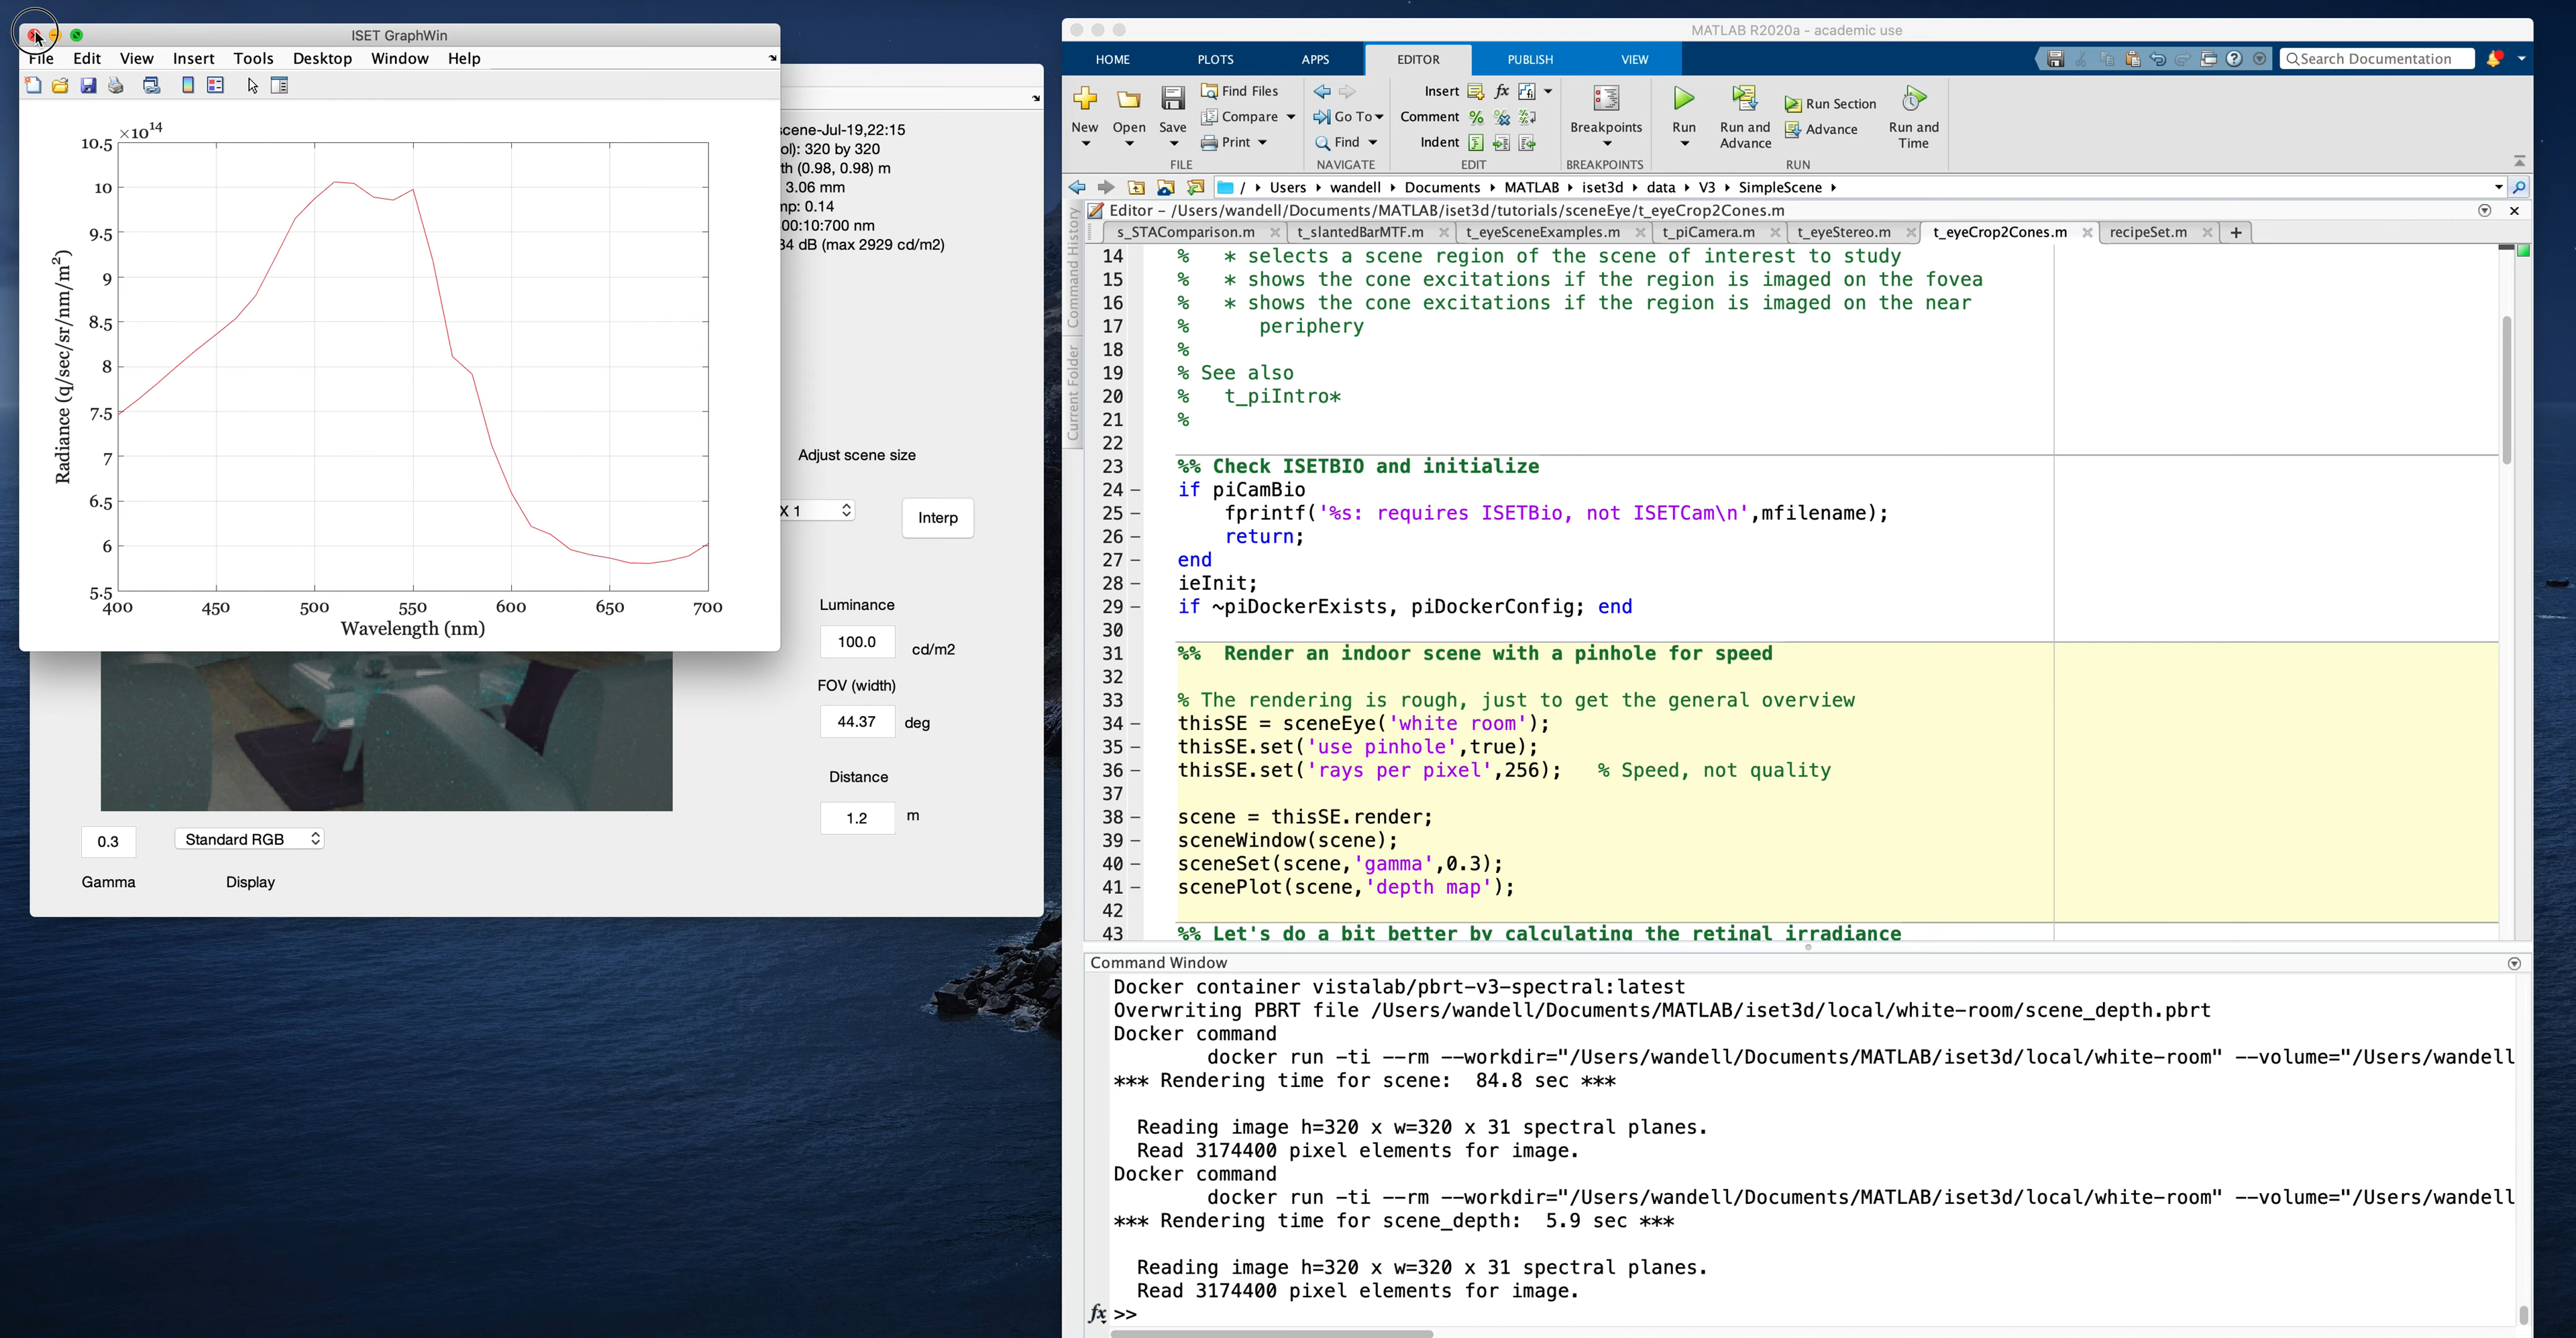 ISET GraphWin
File Edit View Insert Tools Desktop Window Help
×10^14
10.5
10
9.5
9
8.5
8
7.5
7
6.5
6
5.5
400 450 500 550 600 650 700
Wavelength (nm)
Radiance (q/sec/sr/nm/m^2)
scene-Jul-19,22:15
ol): 320 by 320
th (0.98, 0.98) m
3.06 mm
mp: 0.14
00:10:700 nm
34 dB (max 2929 cd/m2)
Adjust scene size
X 1
Interp
Luminance
100.0 cd/m2
FOV (width)
44.37 deg
Distance
1.2 m
0.3 Standard RGB
Gamma Display
MATLAB R2020a - academic use
HOME PLOTS APPS EDITOR PUBLISH VIEW
Search Documentation
New Open Save
Find Files
Compare
Print
FILE
Go To
Find
NAVIGATE
Insert fx
Comment %
Indent
EDIT
Breakpoints
BREAKPOINTS
Run
Run and Advance
Run Section
Advance
Run and Time
RUN
/ Users wandell Documents MATLAB iset3d data V3 SimpleScene
Command History
Current Folder
Editor - /Users/wandell/Documents/MATLAB/iset3d/tutorials/sceneEye/t_eyeCrop2Cones.m
s_STAComparison.m t_slantedBarMTF.m t_eyeSceneExamples.m t_piCamera.m t_eyeStereo.m t_eyeCrop2Cones.m recipeSet.m +
14 % * selects a scene region of the scene of interest to study
15 % * shows the cone excitations if the region is imaged on the fovea
16 % * shows the cone excitations if the region is imaged on the near
17 % periphery
18 %
19 % See also
20 % t_piIntro*
21 %
22
23 %% Check ISETBIO and initialize
24 – if piCamBio
25 – fprintf('%s: requires ISETBio, not ISETCam\n',mfilename);
26 – return;
27 – end
28 – ieInit;
29 – if ~piDockerExists, piDockerConfig; end
30
31 %% Render an indoor scene with a pinhole for speed
32
33 % The rendering is rough, just to get the general overview
34 – thisSE = sceneEye('white room');
35 – thisSE.set('use pinhole',true);
36 – thisSE.set('rays per pixel',256); % Speed, not quality
37
38 – scene = thisSE.render;
39 – sceneWindow(scene);
40 – sceneSet(scene,'gamma',0.3);
41 – scenePlot(scene,'depth map');
42
43 %% Let's do a bit better by calculating the retinal irradiance
Command Window
Docker container vistalab/pbrt-v3-spectral:latest
Overwriting PBRT file /Users/wandell/Documents/MATLAB/iset3d/local/white-room/scene_depth.pbrt
Docker command
docker run -ti --rm --workdir="/Users/wandell/Documents/MATLAB/iset3d/local/white-room" --volume="/Users/wandell
*** Rendering time for scene: 84.8 sec ***
Reading image h=320 x w=320 x 31 spectral planes.
Read 3174400 pixel elements for image.
Docker command
docker run -ti --rm --workdir="/Users/wandell/Documents/MATLAB/iset3d/local/white-room" --volume="/Users/wandell
*** Rendering time for scene_depth: 5.9 sec ***
Reading image h=320 x w=320 x 31 spectral planes.
Read 3174400 pixel elements for image.
fx >>